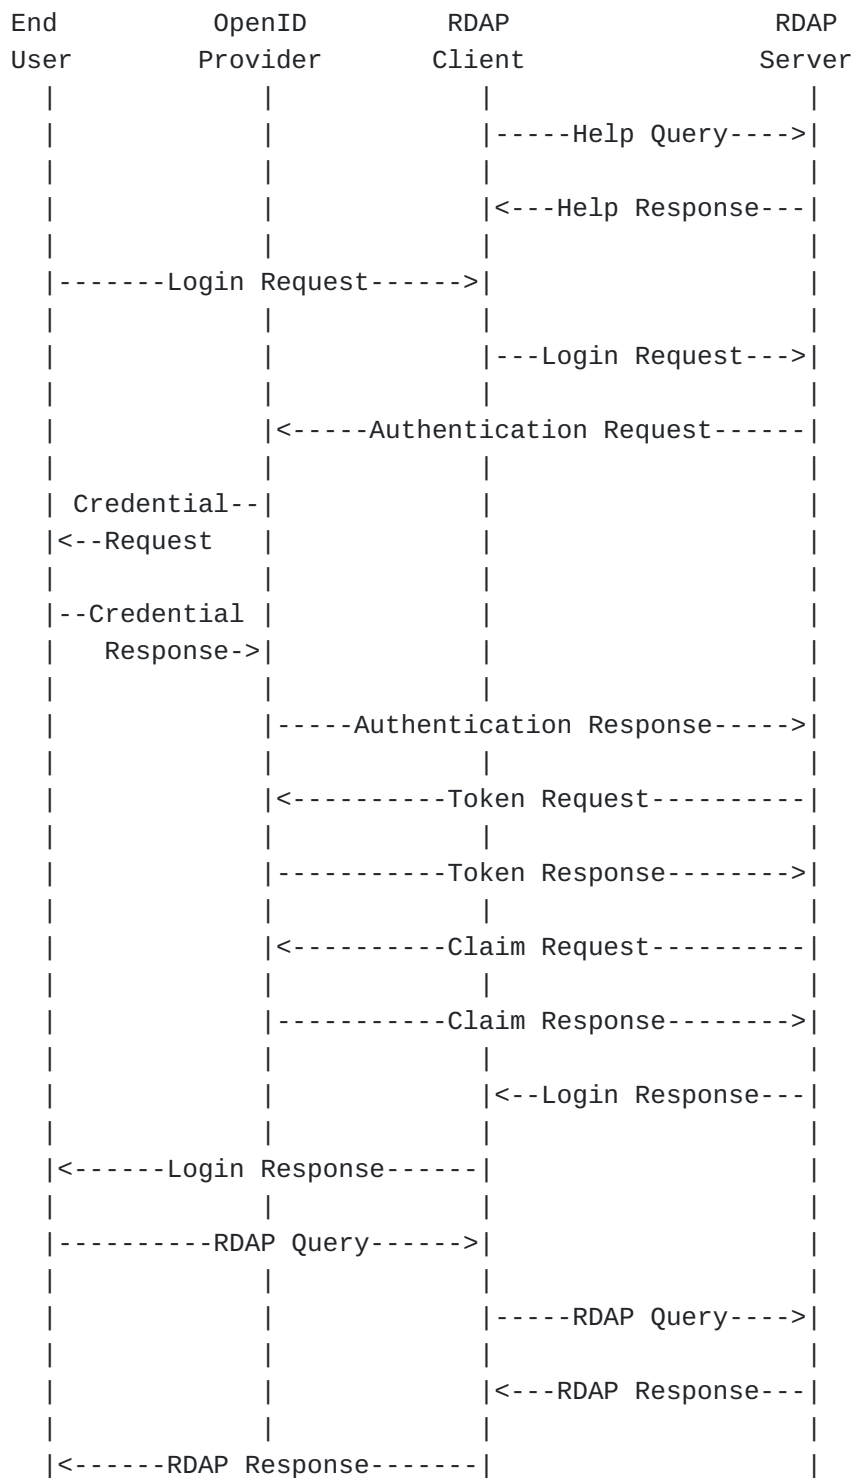 End          OpenID         RDAP                 RDAP
User        Provider       Client               Server
  |             |             |                    |
  |             |             |-----Help Query---->|
  |             |             |                    |
  |             |             |<---Help Response---|
  |             |             |                    |
  |-------Login Request------>|                    |
  |             |             |                    |
  |             |             |---Login Request--->|
  |             |             |                    |
  |             |<-----Authentication Request------|
  |             |             |                    |
  | Credential--|             |                    |
  |<--Request   |             |                    |
  |             |             |                    |
  |--Credential |             |                    |
  |   Response->|             |                    |
  |             |             |                    |
  |             |-----Authentication Response----->|
  |             |             |                    |
  |             |<----------Token Request----------|
  |             |             |                    |
  |             |-----------Token Response-------->|
  |             |             |                    |
  |             |<----------Claim Request----------|
  |             |             |                    |
  |             |-----------Claim Response-------->|
  |             |             |                    |
  |             |             |<--Login Response---|
  |             |             |                    |
  |<------Login Response------|                    |
  |             |             |                    |
  |----------RDAP Query------>|                    |
  |             |             |                    |
  |             |             |-----RDAP Query---->|
  |             |             |                    |
  |             |             |<---RDAP Response---|
  |             |             |                    |
  |<------RDAP Response-------|                    |